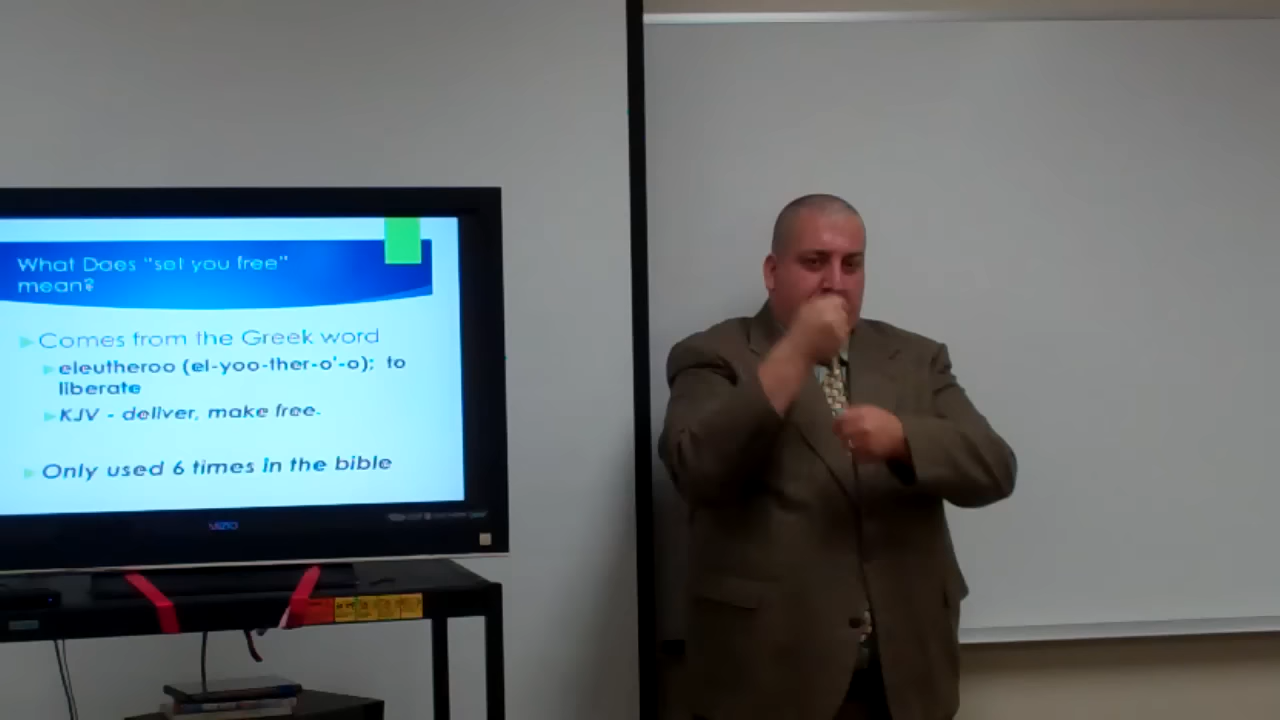 What Does "set you free"
mean?
Comes from the Greek word
eleutheroo (el-yoo-ther-o'-o); to
liberate
KJV - deliver, make free.
Only used 6 times in the bible
VIZIO